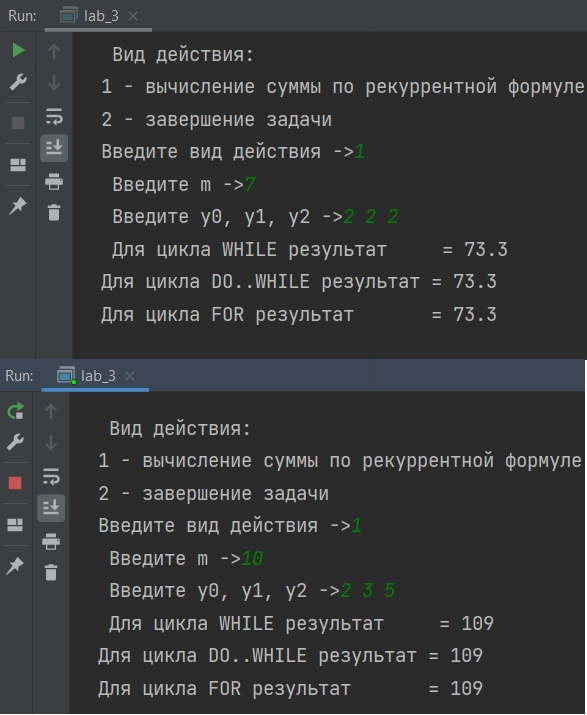 Run: lab_3
Вид действия:
1 - вычисление суммы по рекуррентной формуле
2 - завершение задачи
Введите вид действия ->1
Введите m ->7
Введите y0, y1, y2 ->2 2 2
Для цикла WHILE результат     = 73.3
Для цикла DO..WHILE результат = 73.3
Для цикла FOR результат       = 73.3
Run: lab_3
Вид действия:
1 - вычисление суммы по рекуррентной формуле
2 - завершение задачи
Введите вид действия ->1
Введите m ->10
Введите y0, y1, y2 ->2 3 5
Для цикла WHILE результат     = 109
Для цикла DO..WHILE результат = 109
Для цикла FOR результат       = 109